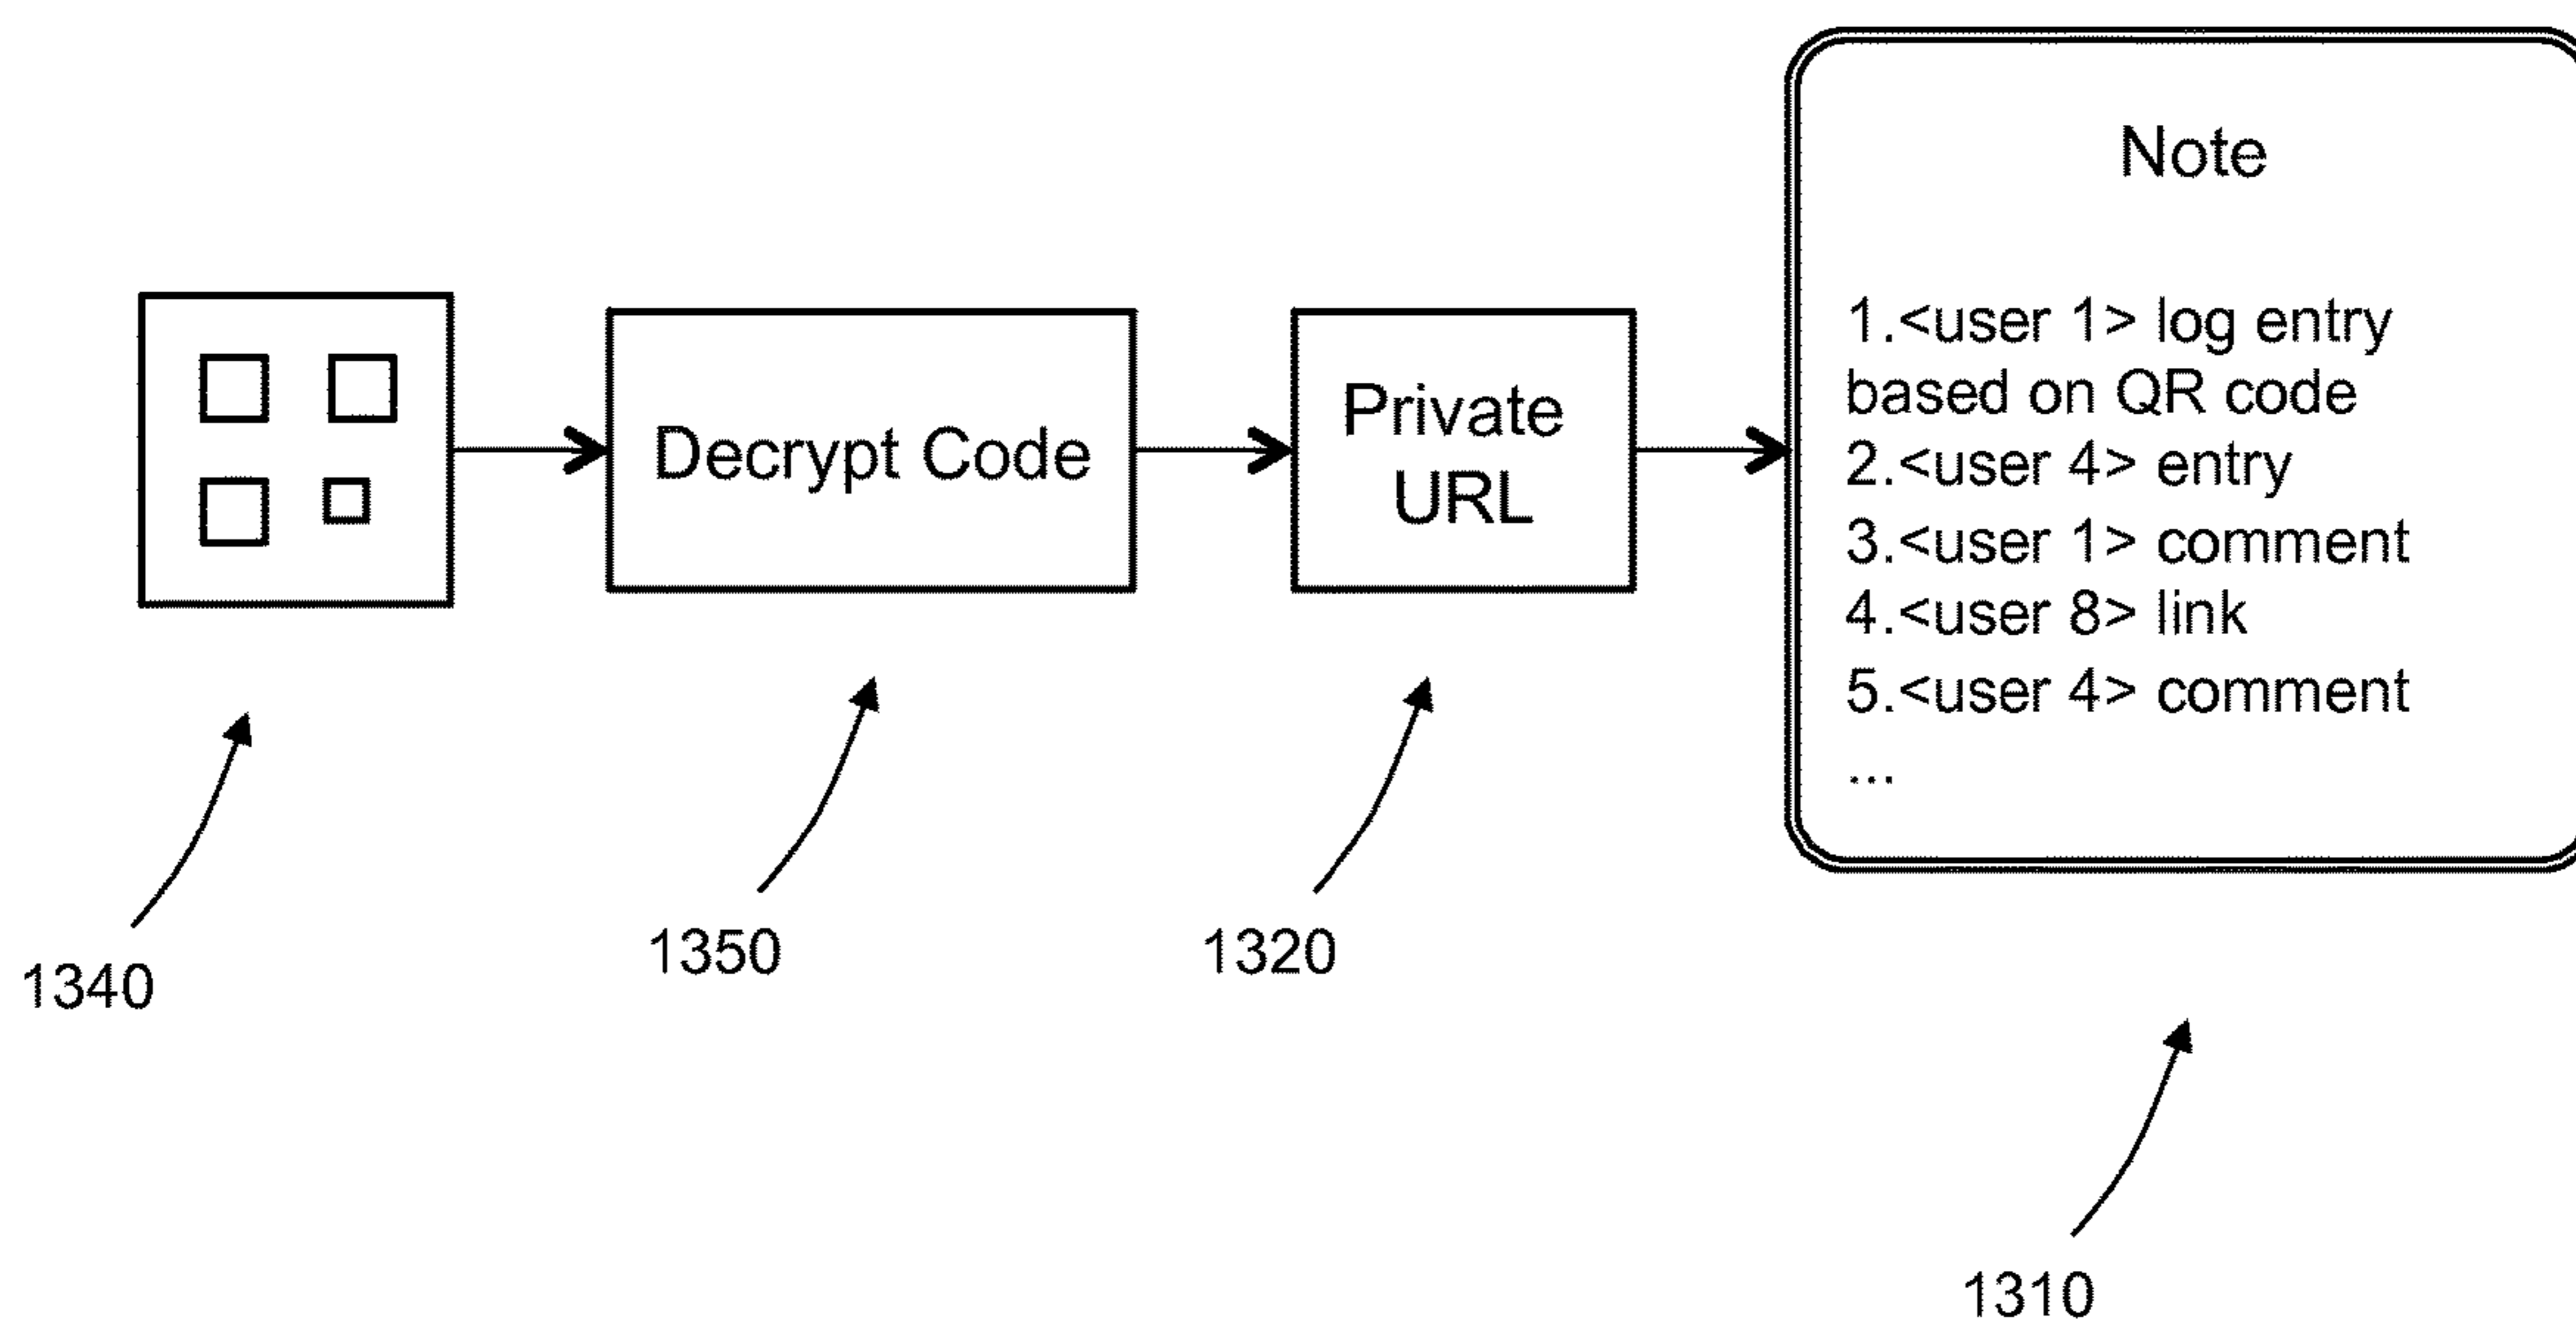 Note
1.<user 1> log entry
based on QR code
2.<user 4> entry
3.<user 1> comment
4.<user 8> link
5.<user 4> comment
...
Decrypt Code
Private
URL
1340
1350
1320
1310